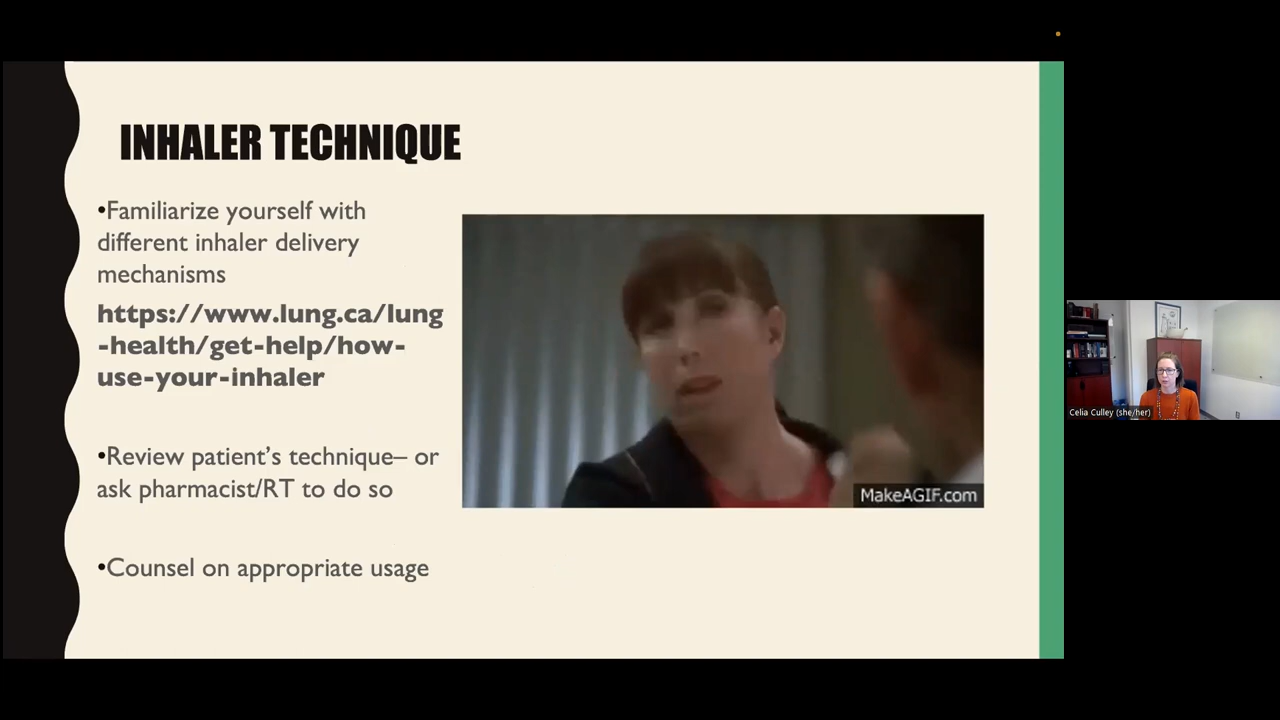 INHALER TECHNIQUE
•Familiarize yourself with
different inhaler delivery
mechanisms
https://www.lung.ca/lung
-health/get-help/how-
use-your-inhaler
•Review patient’s technique– or
ask pharmacist/RT to do so
•Counsel on appropriate usage
MakeAGIF.com
Celia Culley (she/her)